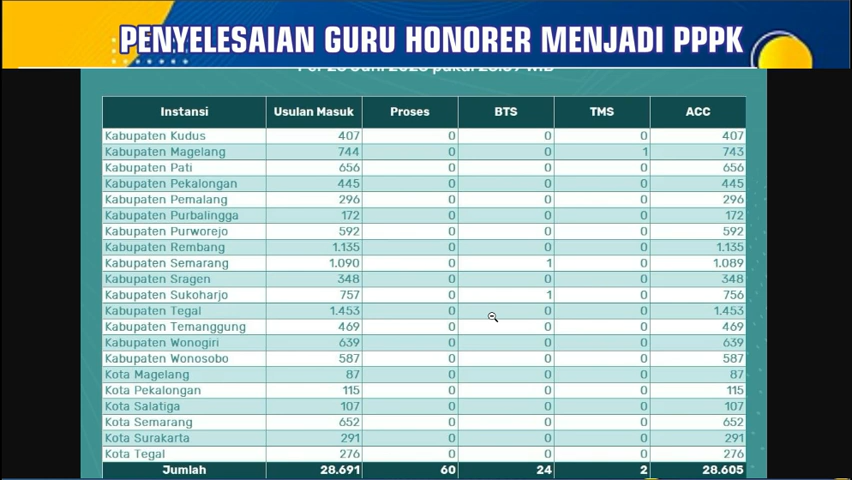 PENYELESAIAN GURU HONORER MENJADI PPPK
Instansi Usulan Masuk Proses BTS TMS ACC
Kabupaten Kudus 407 0 0 0 407
Kabupaten Magelang 744 0 0 1 743
Kabupaten Pati 656 0 0 0 656
Kabupaten Pekalongan 445 0 0 0 445
Kabupaten Pemalang 296 0 0 0 296
Kabupaten Purbalingga 172 0 0 0 172
Kabupaten Purworejo 592 0 0 0 592
Kabupaten Rembang 1.135 0 0 0 1.135
Kabupaten Semarang 1.090 0 1 0 1.089
Kabupaten Sragen 348 0 0 0 348
Kabupaten Sukoharjo 757 0 1 0 756
Kabupaten Tegal 1.453 0 0 0 1.453
Kabupaten Temanggung 469 0 0 0 469
Kabupaten Wonogiri 639 0 0 0 639
Kabupaten Wonosobo 587 0 0 0 587
Kota Magelang 87 0 0 0 87
Kota Pekalongan 115 0 0 0 115
Kota Salatiga 107 0 0 0 107
Kota Semarang 652 0 0 0 652
Kota Surakarta 291 0 0 0 291
Kota Tegal 276 0 0 0 276
Jumlah 28.691 60 24 2 28.605